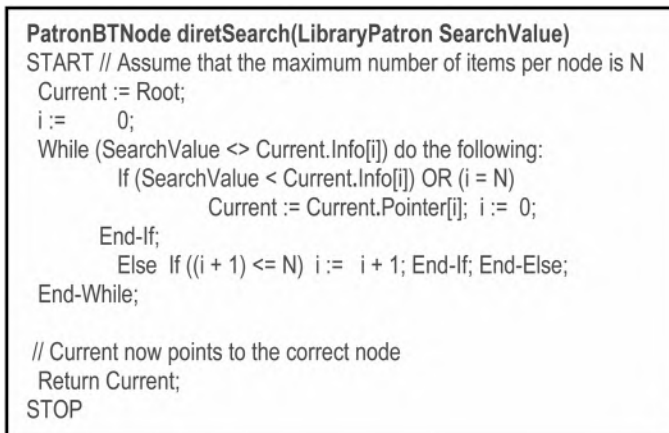 PatronBTNode diretSearch(LibraryPatron SearchValue)
START // Assume that the maximum number of items per node is N
Current := Root;
i := 0;
While (SearchValue <> Current.Info[i]) do the following:
If (SearchValue < Current.Info[i]) OR (i = N)
Current := Current.Pointer[i]; i := 0;
End-If;
Else If ((i + 1) <= N) i := i + 1; End-If; End-Else;
End-While;
// Current now points to the correct node
Return Current;
STOP